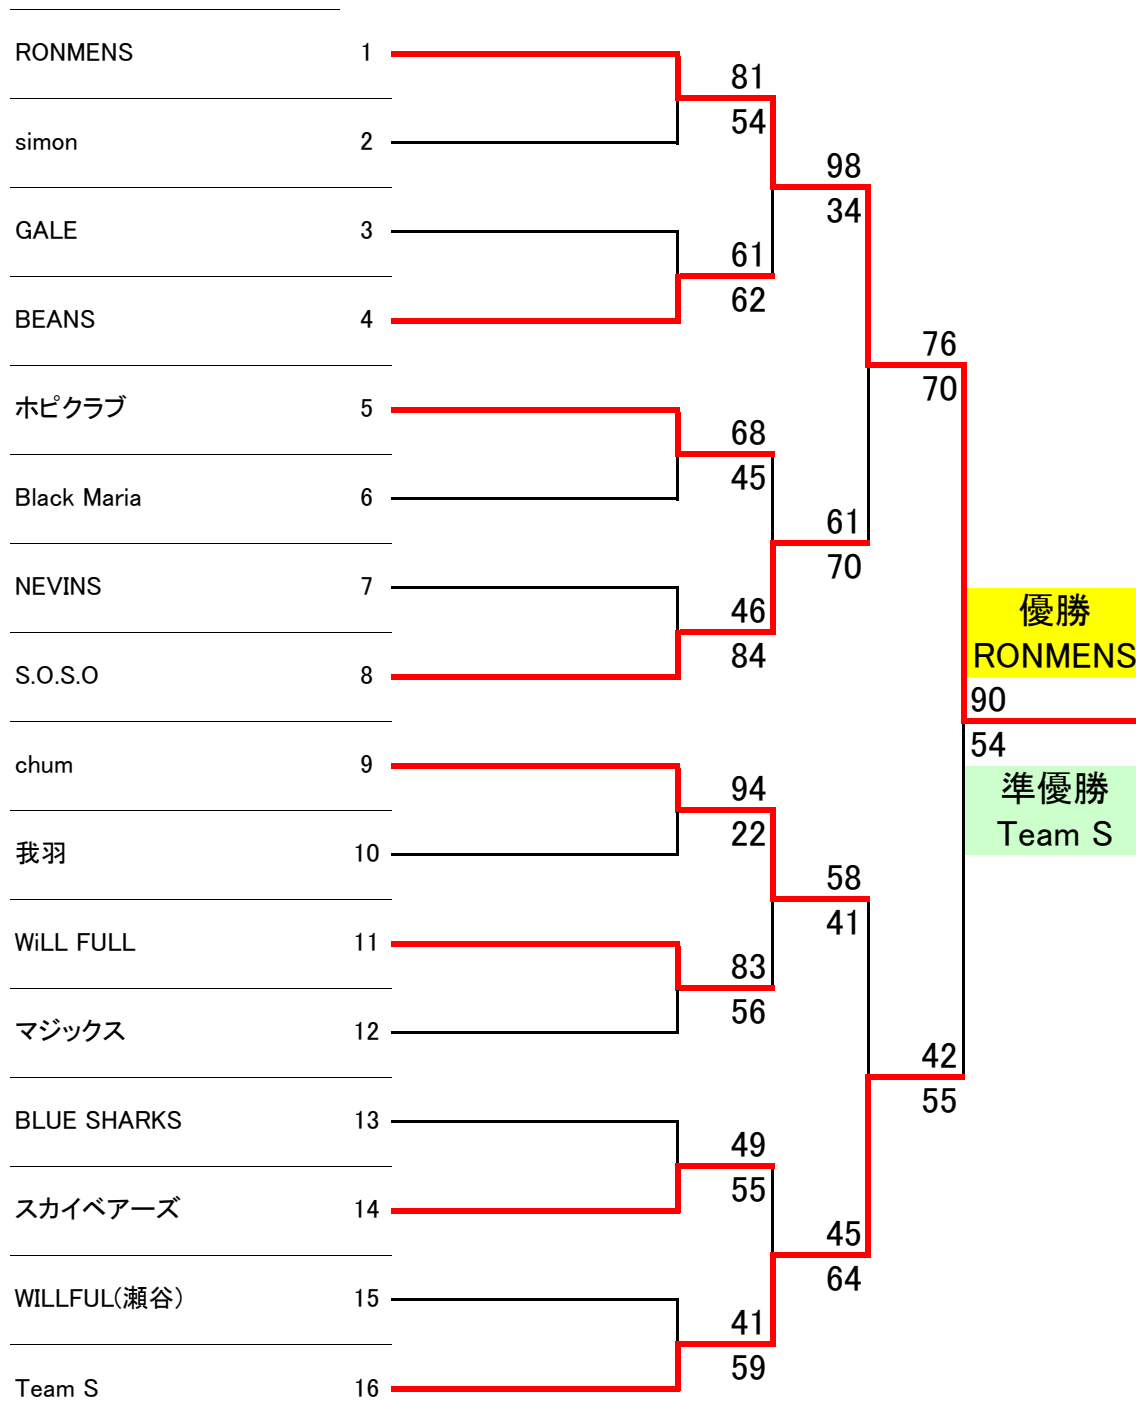 RONMENS 1
81
54
simon 2
98
34
GALE 3
61
62
BEANS 4
76
70
ホピクラブ 5
68
45
Black Maria 6
61
70
NEVINS 7
46
84
優勝
RONMENS
S.O.S.O 8
90
54
chum 9
94
22
準優勝
Team S
我羽 10
58
41
WiLL FULL 11
83
56
マジックス 12
42
55
BLUE SHARKS 13
49
55
スカイベアーズ 14
45
64
WILLFUL(瀬谷) 15
41
59
Team S 16